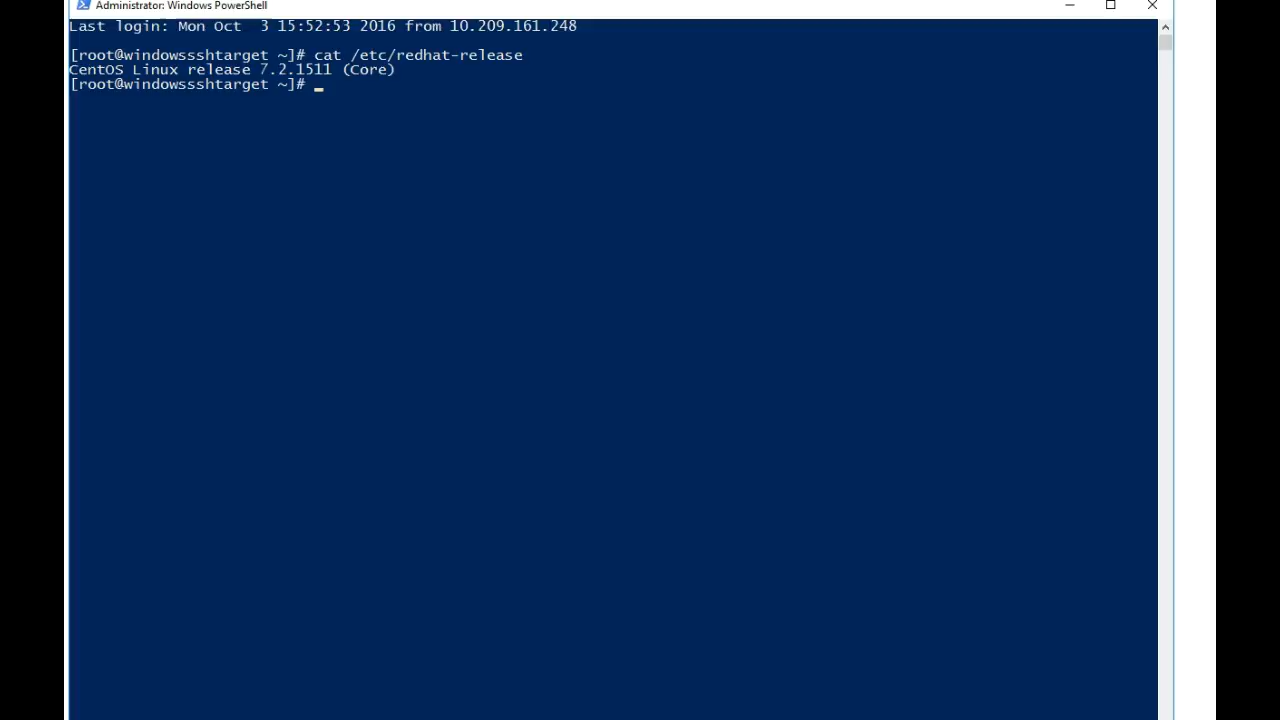 Administrator: Windows PowerShell
Last login: Mon Oct  3 15:52:53 2016 from 10.209.161.248
[root@windowssshtarget ~]# cat /etc/redhat-release
CentOS Linux release 7.2.1511 (Core)
[root@windowssshtarget ~]#